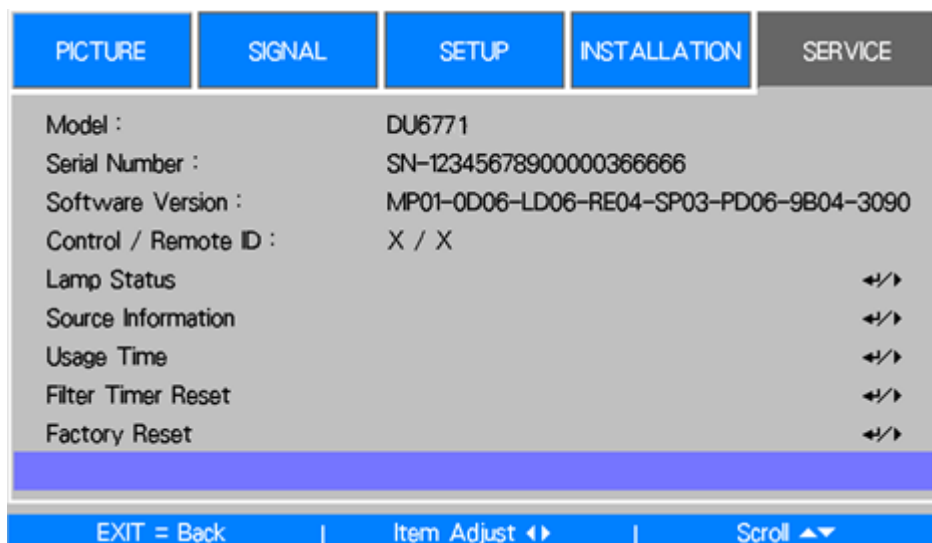 PICTURE SIGNAL SETUP INSTALLATION SERVICE
Model : DU6771
Serial Number : SN-12345678900000366666
Software Version : MP01-0D06-LD06-RE04-SP03-PD06-9B04-3090
Control / Remote ID : X / X
Lamp Status ↵/▶
Source Information ↵/▶
Usage Time ↵/▶
Filter Timer Reset ↵/▶
Factory Reset ↵/▶
EXIT = Back | Item Adjust ◀▶ | Scroll ▲▼